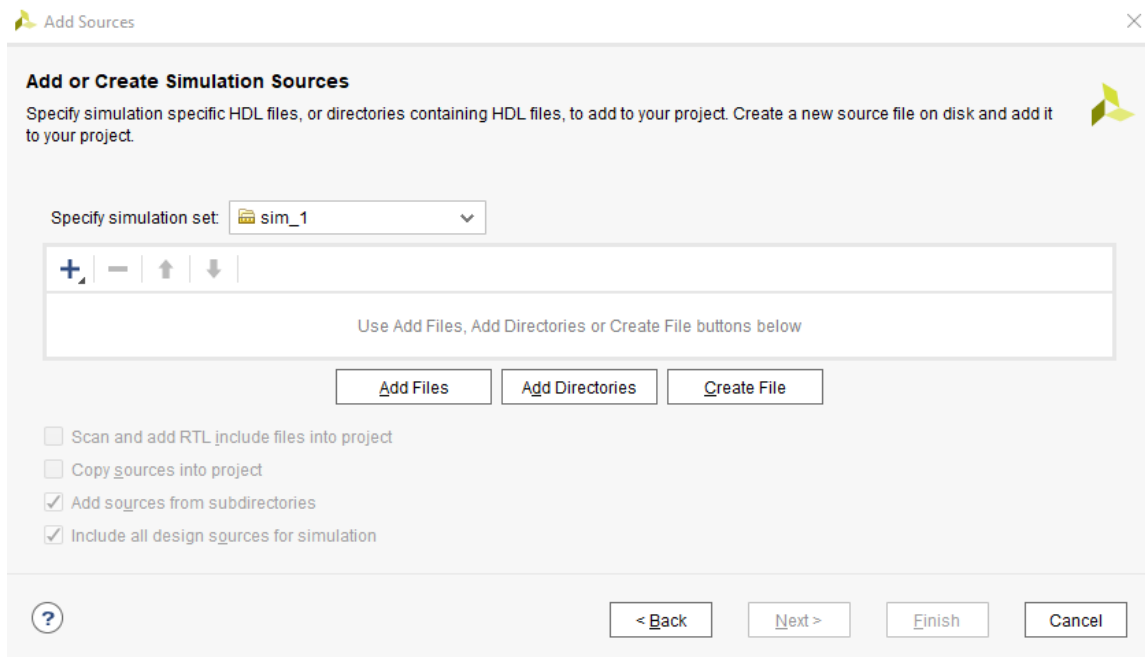 Add Sources
Add or Create Simulation Sources
Specify simulation specific HDL files, or directories containing HDL files, to add to your project. Create a new source file on disk and add it
to your project.
Specify simulation set: sim_1
Use Add Files, Add Directories or Create File buttons below
Add Files Add Directories Create File
Scan and add RTL include files into project
Copy sources into project
Add sources from subdirectories
Include all design sources for simulation
? < Back Next > Finish Cancel